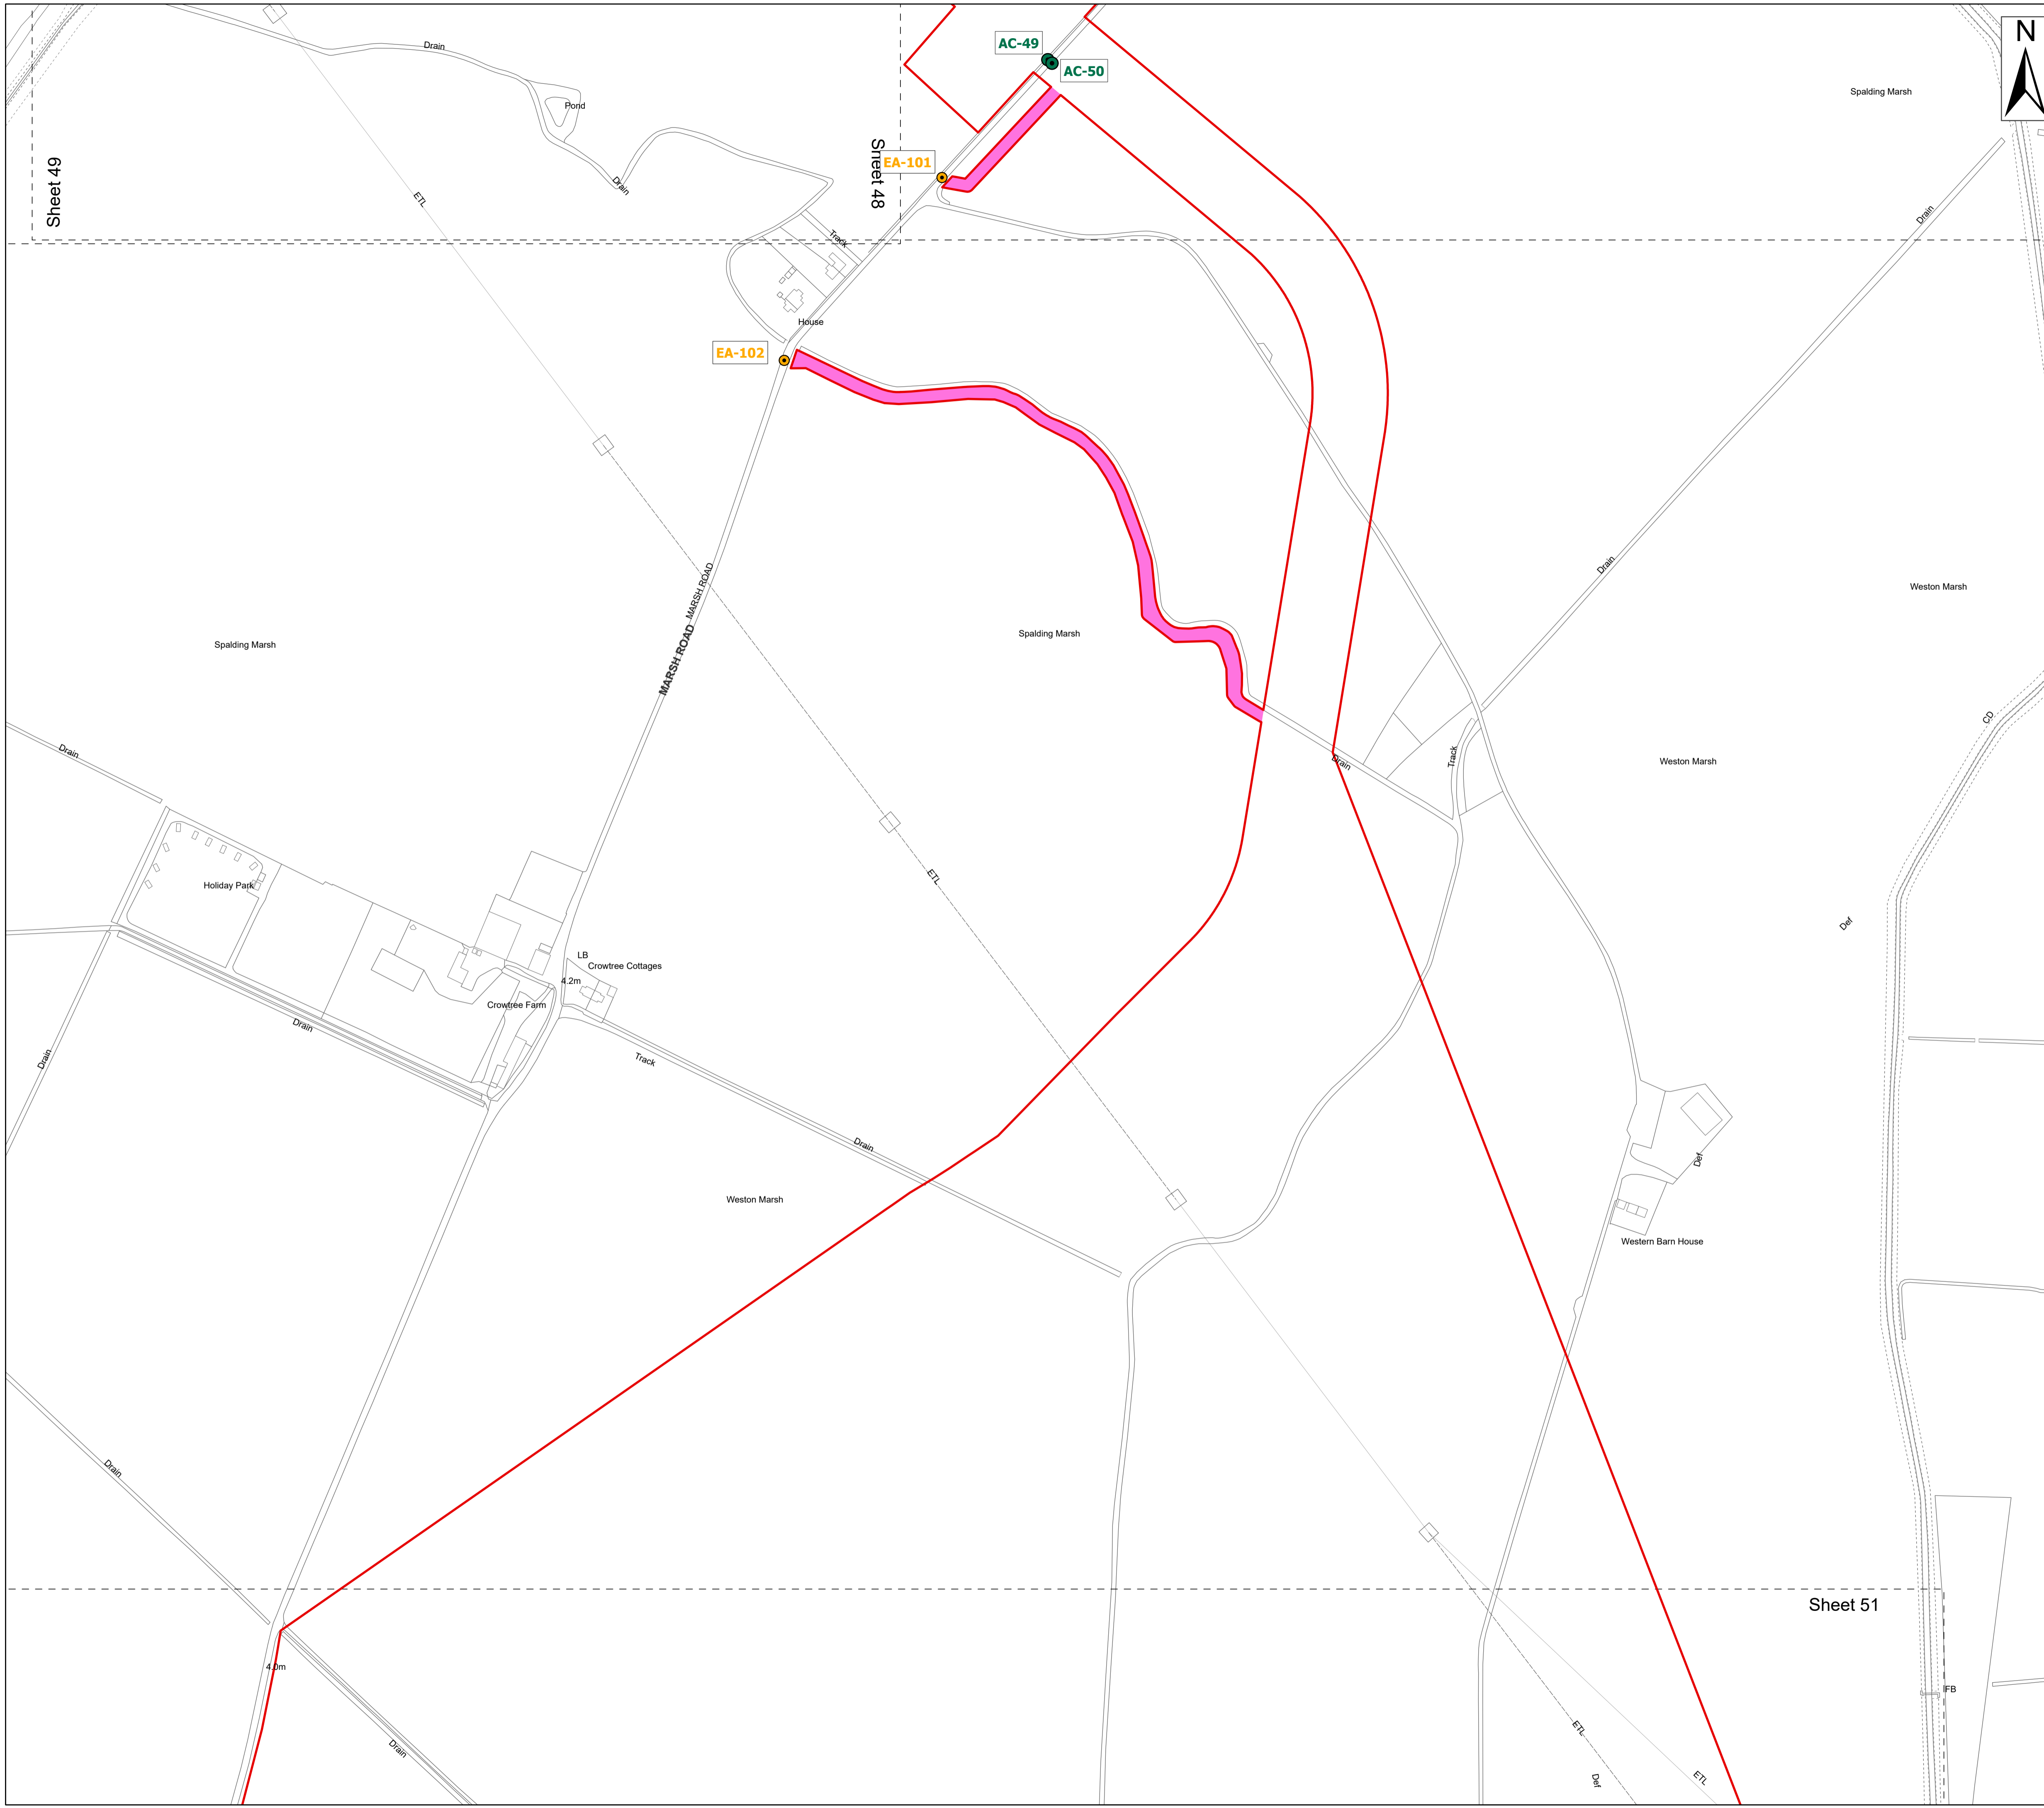 AC-49
AC-50
N
Drain
Pond
Spalding Marsh
Sheet 49
Sheet 48
EA-101
Drain
ETL
Drain
Track
House
EA-102
Drain
MARSH ROAD
MARSH ROAD
Weston Marsh
Spalding Marsh
Spalding Marsh
CD
Drain
Drain
Track
Weston Marsh
Holiday Park
ETL
Def
LB
Crowtree Cottages
4.2m
Crowtree Farm
Drain
Drain
Track
Drain
Def
Weston Marsh
Western Barn House
Drain
Sheet 51
4.0m
FB
ETL
Drain
ETL
Def